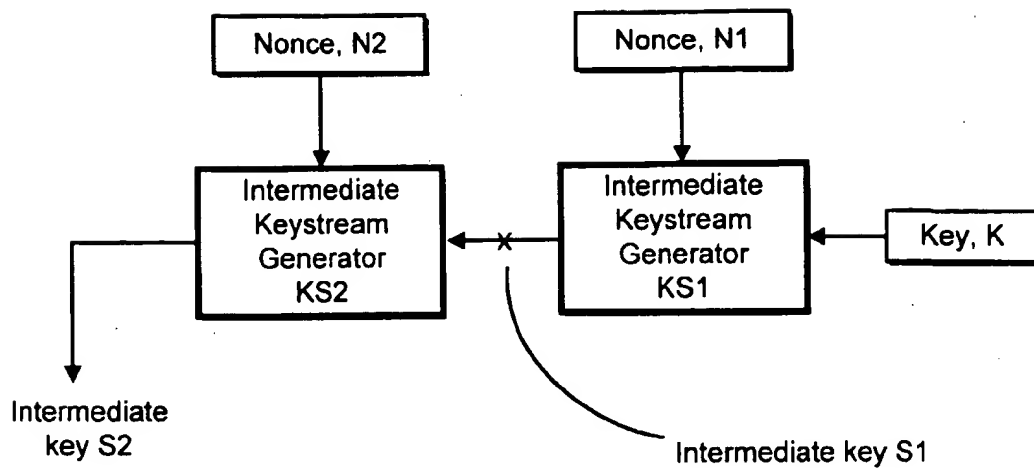 Nonce, N2
Nonce, N1
Intermediate
Keystream
Generator
KS2
Intermediate
Keystream
Generator
KS1
Key, K
Intermediate
key S2
Intermediate key S1